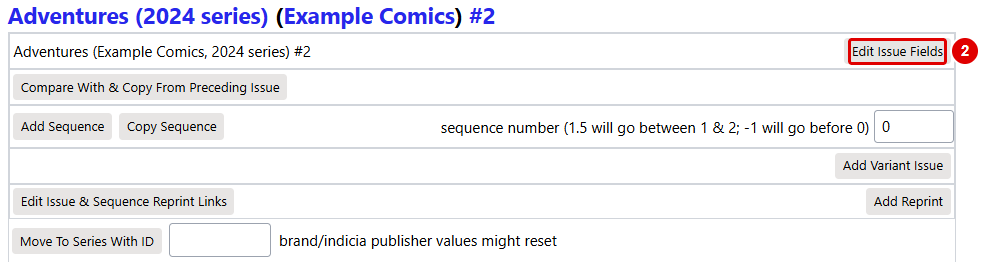 Adventures (2024 series) (Example Comics) #2
Adventures (Example Comics, 2024 series) #2 Edit Issue Fields 2
Compare With & Copy From Preceding Issue
Add Sequence Copy Sequence sequence number (1.5 will go between 1 & 2; -1 will go before 0) 0
Add Variant Issue
Edit Issue & Sequence Reprint Links Add Reprint
Move To Series With ID brand/indicia publisher values might reset